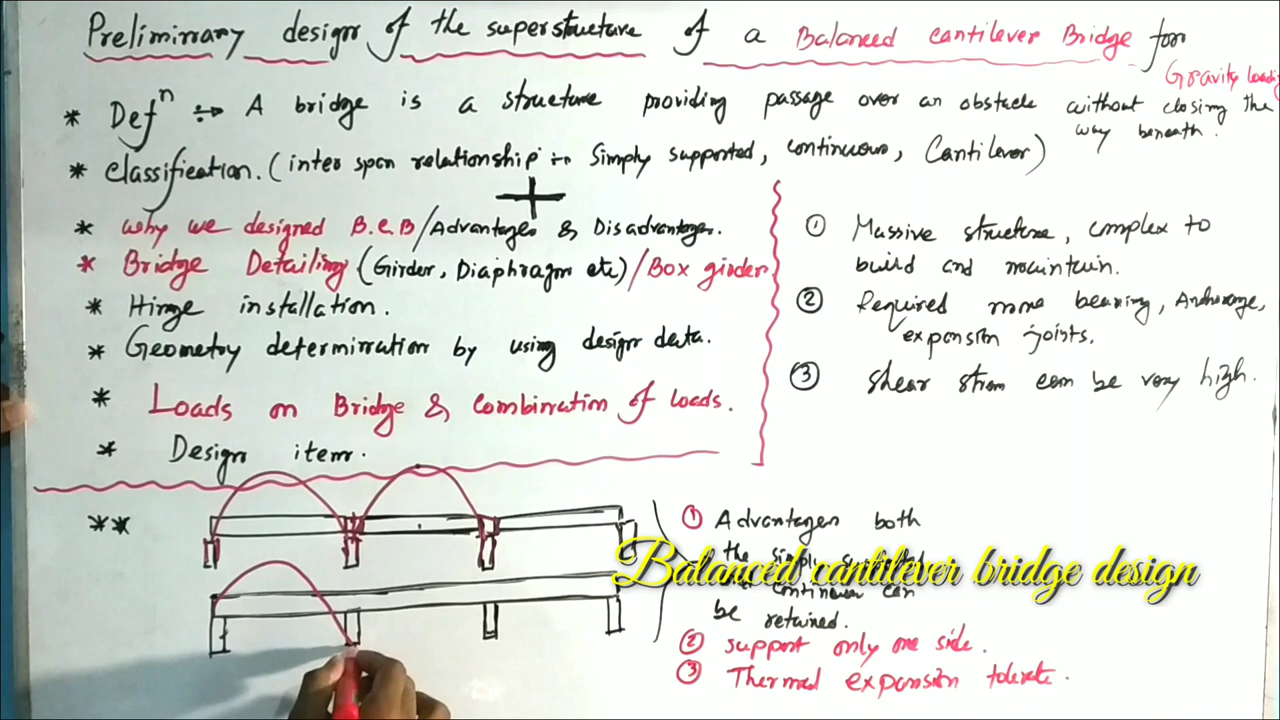 Preliminary design of the superstructure of a Balanced cantilever Bridge for
Gravity loading
* Defⁿ ÷ A bridge is a structure providing passage over an obstacle without closing the
way beneath.
* Classification. (inter span relationship :- Simply supported, continuous, Cantilever)
* Why we designed B.C.B/Advantages & Disadvantages.
* Bridge Detailing (Girder, Diaphragm etc)/Box girder
* Hinge installation.
* Geometry determination by using design data.
* Loads on Bridge & Combination of loads.
* Design item.
① Massive structure, complex to
build and maintain.
② Required more bearing, Anchorage,
expansion joints.
③ Shear stress can be very high.
**
① Advantages both
the simply
continuous can
be retained.
② Support only one side.
③ Thermal expansion tolerate.
Balanced cantilever bridge design